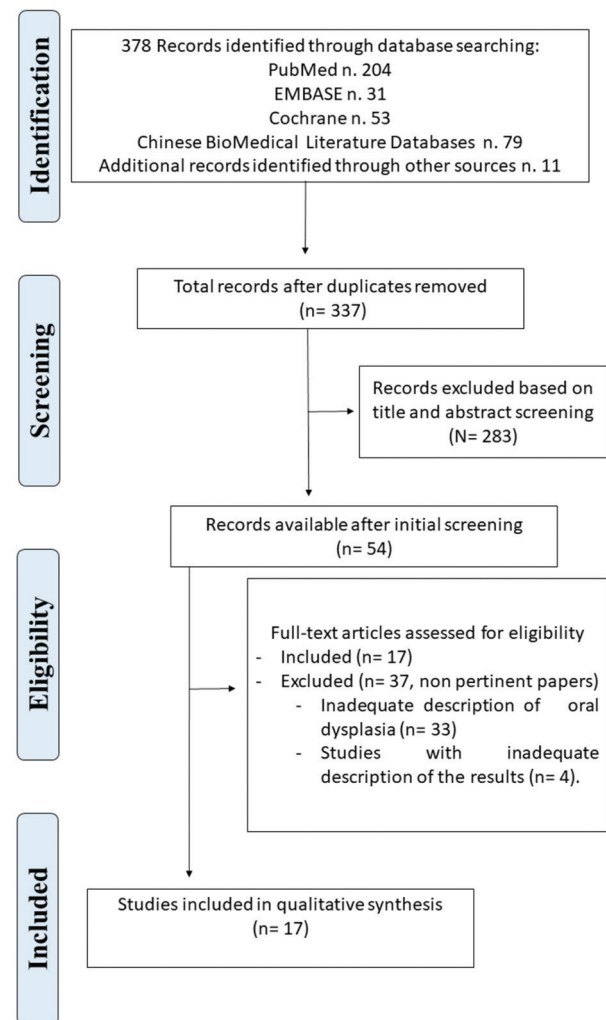 Identification
378 Records identified through database searching:
PubMed n. 204
EMBASE n. 31
Cochrane n. 53
Chinese BioMedical Literature Databases n. 79
Additional records identified through other sources n. 11
Screening
Total records after duplicates removed
(n= 337)
Records excluded based on
title and abstract screening
(N= 283)
Records available after initial screening
(n= 54)
Eligibility
Full-text articles assessed for eligibility
- Included (n= 17)
- Excluded (n= 37, non pertinent papers)
- Inadequate description of oral
dysplasia (n= 33)
- Studies with inadequate
description of the results (n= 4).
Included
Studies included in qualitative synthesis
(n= 17)